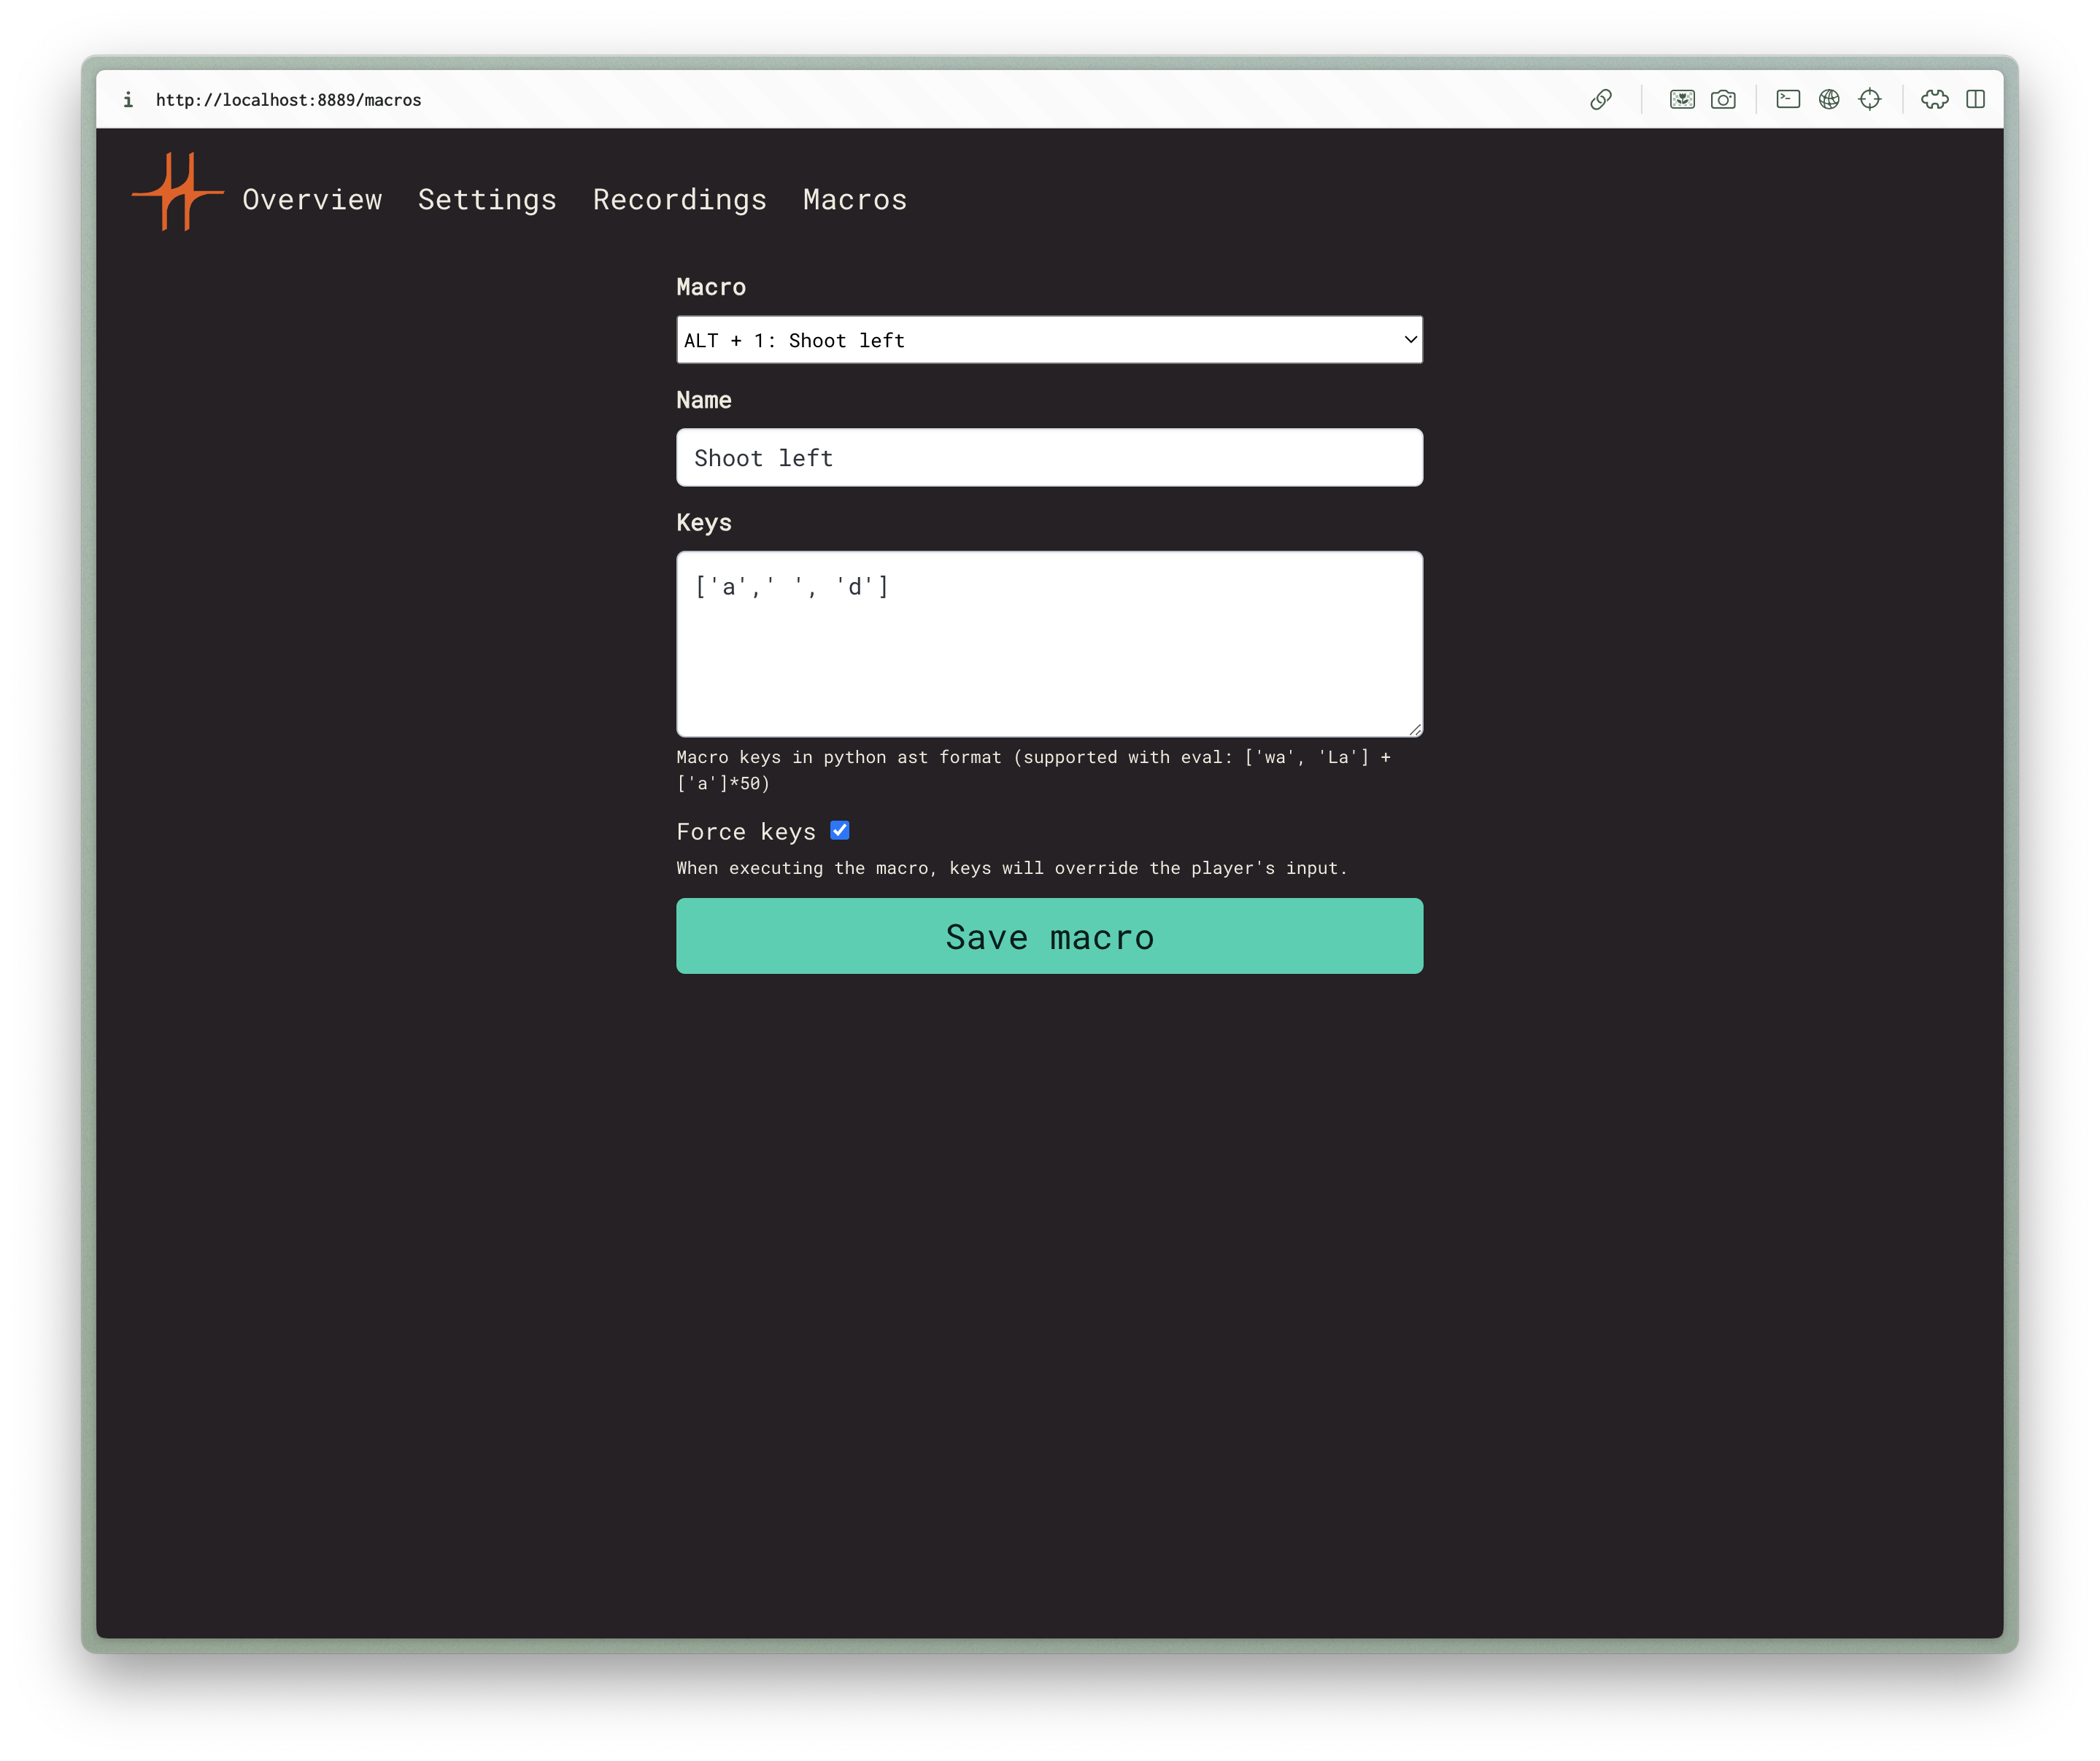 i http://localhost:8889/macros
Overview Settings Recordings Macros
Macro
ALT + 1: Shoot left
Name
Shoot left
Keys
['a',' ', 'd']
Macro keys in python ast format (supported with eval: ['wa', 'La'] +
['a']*50)
Force keys
When executing the macro, keys will override the player's input.
Save macro